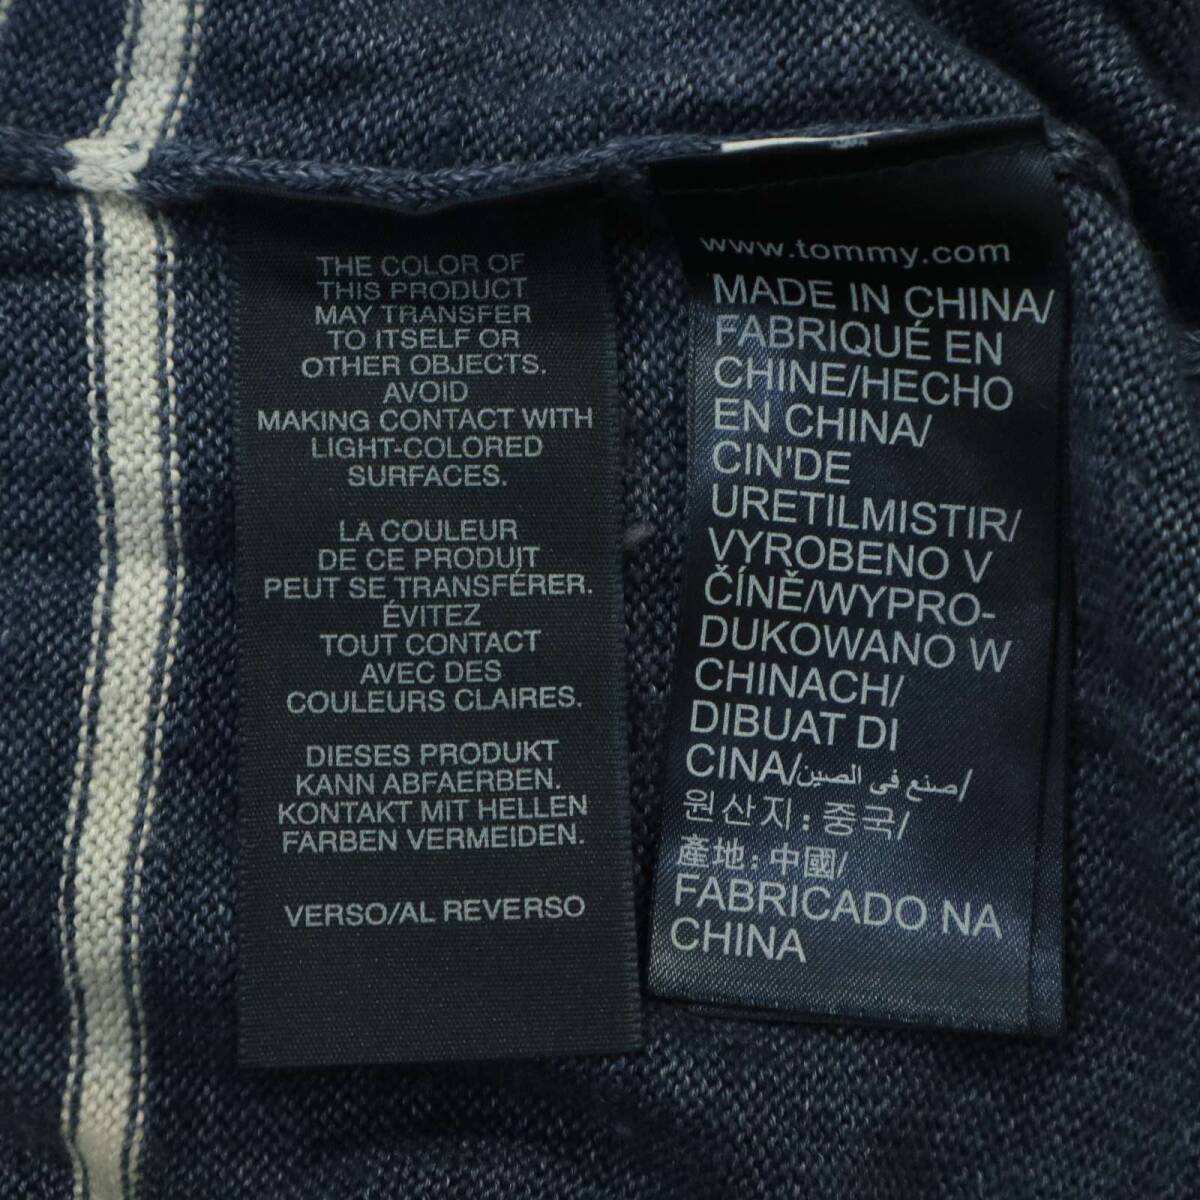 THE COLOR OF
THIS PRODUCT
MAY TRANSFER
TO ITSELF OR
OTHER OBJECTS.
AVOID
MAKING CONTACT WITH
LIGHT-COLORED
SURFACES.
LA COULEUR
DE CE PRODUIT
PEUT SE TRANSFÉRER.
ÉVITEZ
TOUT CONTACT
AVEC DES
COULEURS CLAIRES.
DIESES PRODUKT
KANN ABFAERBEN.
KONTAKT MIT HELLEN
FARBEN VERMEIDEN.
VERSO/AL REVERSO
www.tommy.com
MADE IN CHINA/
FABRIQUÉ EN
CHINE/HECHO
EN CHINA/
CIN'DE
URETILMISTIR/
VYROBENO V
ČÍNĚ/WYPRO-
DUKOWANO W
CHINACH/
DIBUAT DI
CINA/صنع في الصين/
원산지: 중국/
產地: 中國/
FABRICADO NA
CHINA